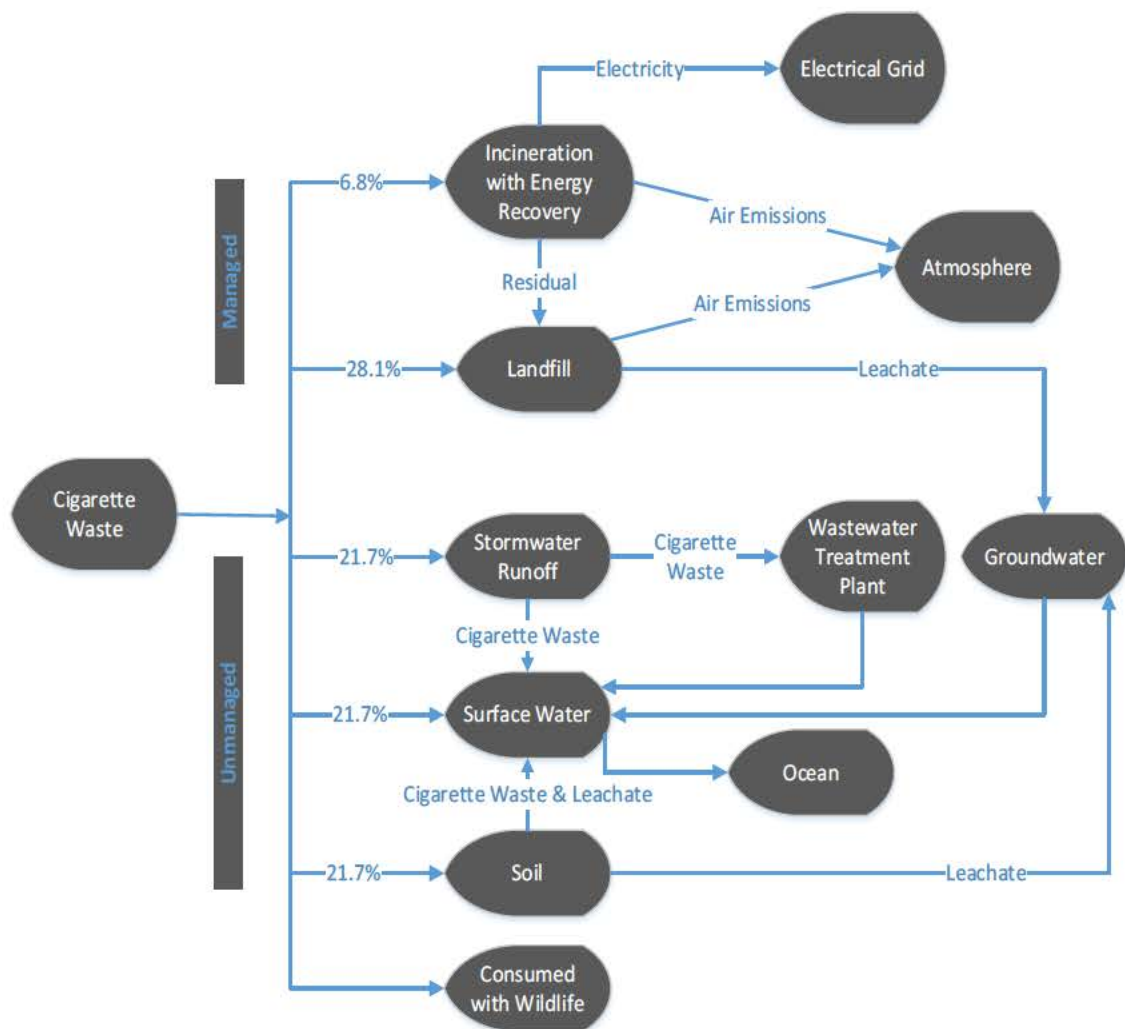 Electricity
Electrical Grid
Incineration
with Energy
Recovery
6.8%
Air Emissions
Atmosphere
Managed
Residual
Air Emissions
28.1%
Landfill
Leachate
Cigarette
Waste
21.7%
Stormwater
Runoff
Cigarette
Waste
Wastewater
Treatment
Plant
Groundwater
Cigarette Waste
Unmanaged
21.7%
Surface Water
Ocean
Cigarette Waste & Leachate
21.7%
Soil
Leachate
Consumed
with Wildlife